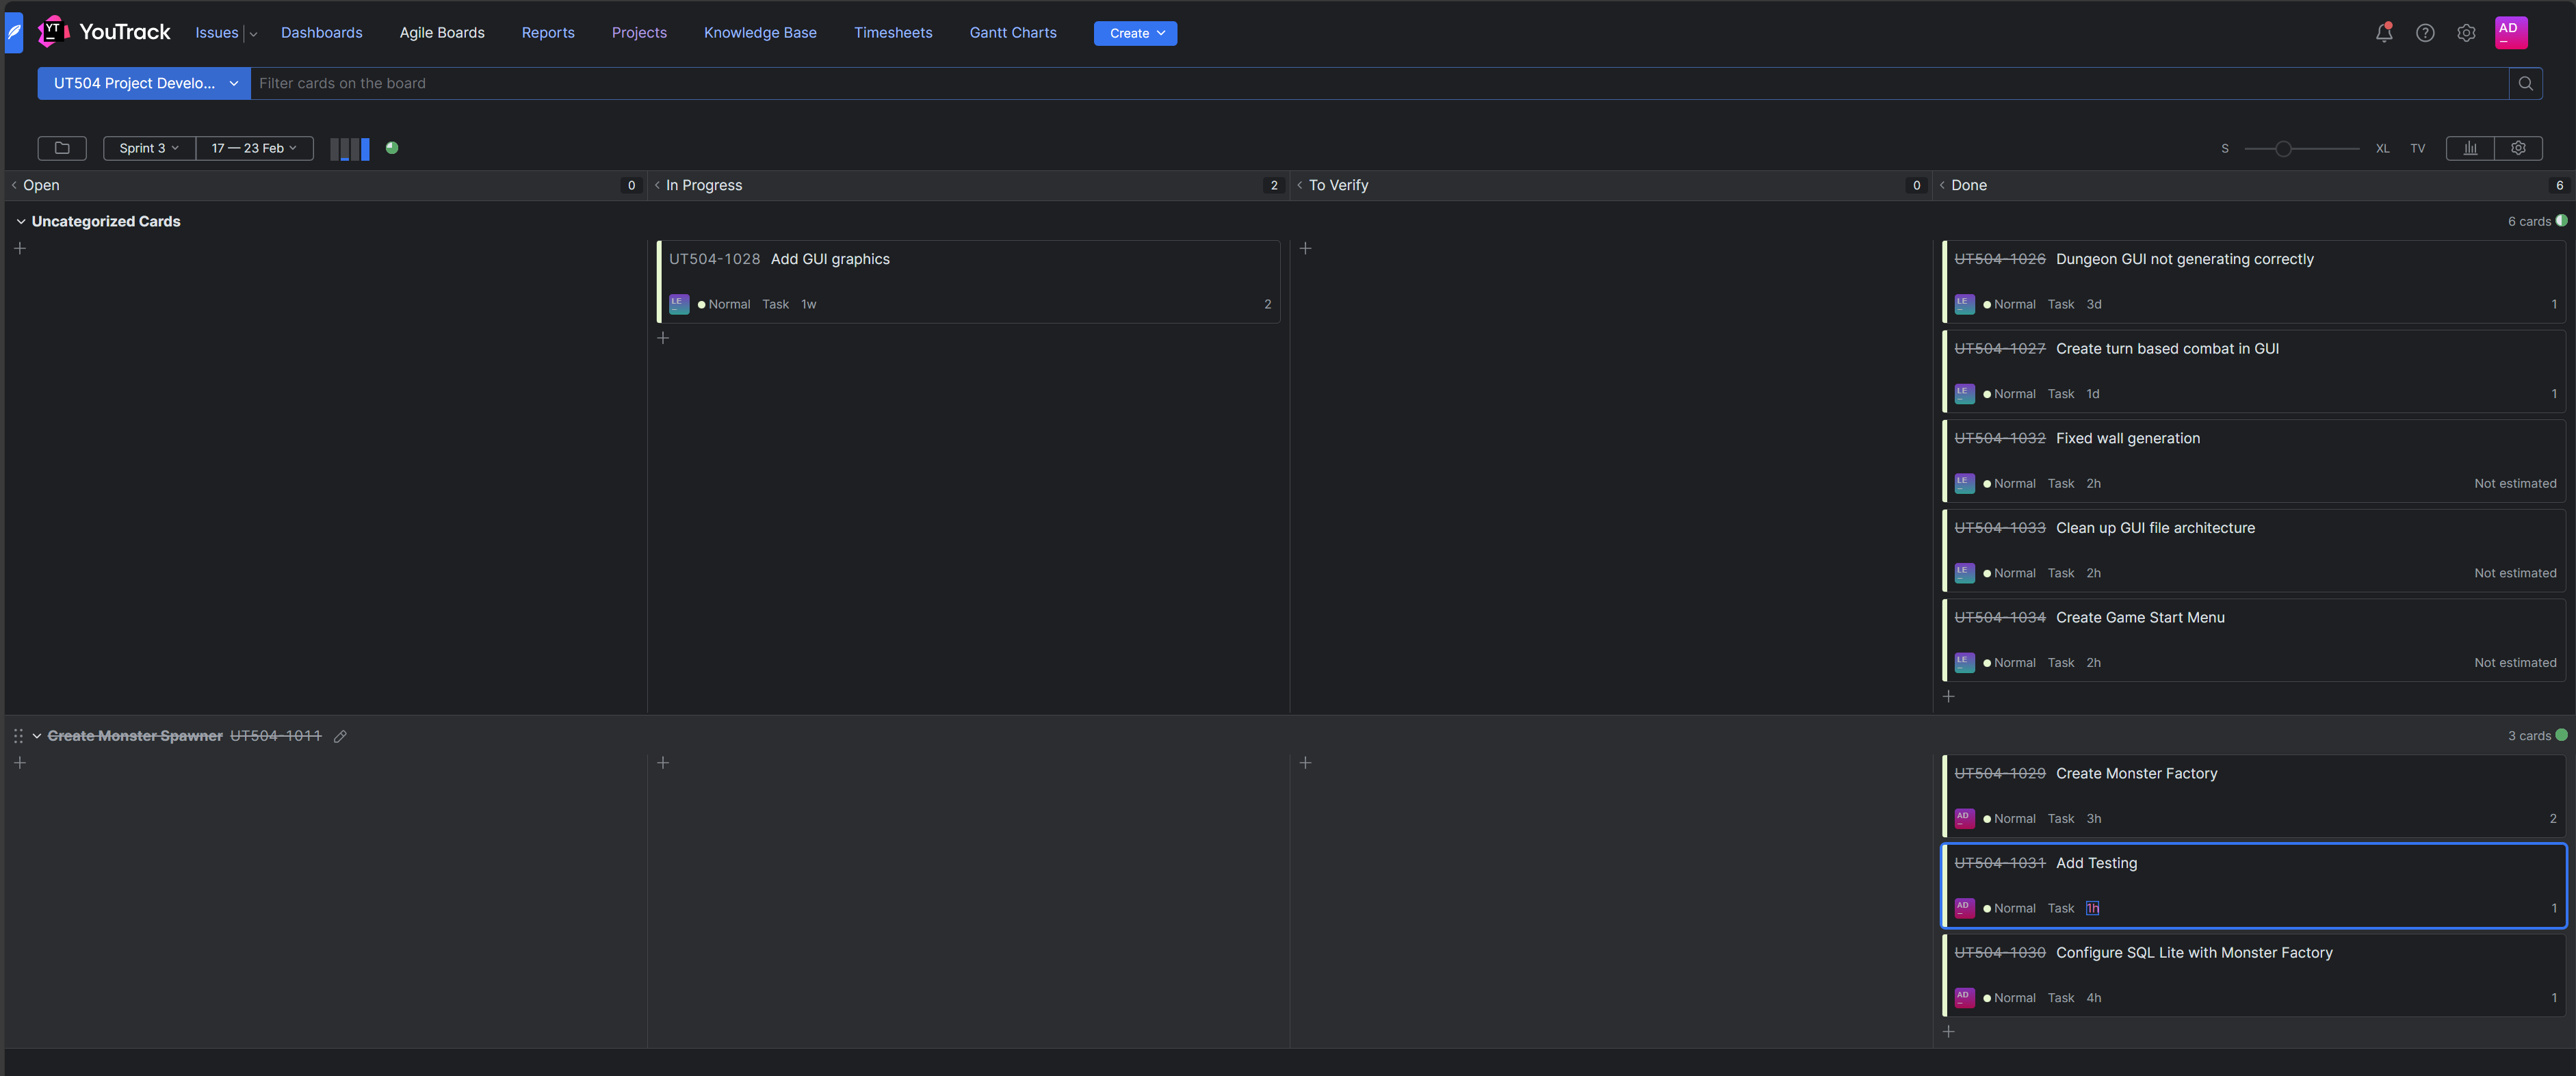 YT YouTrack Issues Dashboards Agile Boards Reports Projects Knowledge Base Timesheets Gantt Charts Create AD
UT504 Project Develo... Filter cards on the board
Sprint 3 17 — 23 Feb S XL TV
Open 0 In Progress 2 To Verify 0 Done 6
Uncategorized Cards 6 cards
UT504-1028 Add GUI graphics
LE Normal Task 1w 2
UT504-1026 Dungeon GUI not generating correctly
LE Normal Task 3d 1
UT504-1027 Create turn based combat in GUI
LE Normal Task 1d 1
UT504-1032 Fixed wall generation
LE Normal Task 2h Not estimated
UT504-1033 Clean up GUI file architecture
LE Normal Task 2h Not estimated
UT504-1034 Create Game Start Menu
LE Normal Task 2h Not estimated
Create Monster Spawner UT504-1011 3 cards
UT504-1029 Create Monster Factory
AD Normal Task 3h 2
UT504-1031 Add Testing
AD Normal Task 1h 1
UT504-1030 Configure SQL Lite with Monster Factory
AD Normal Task 4h 1